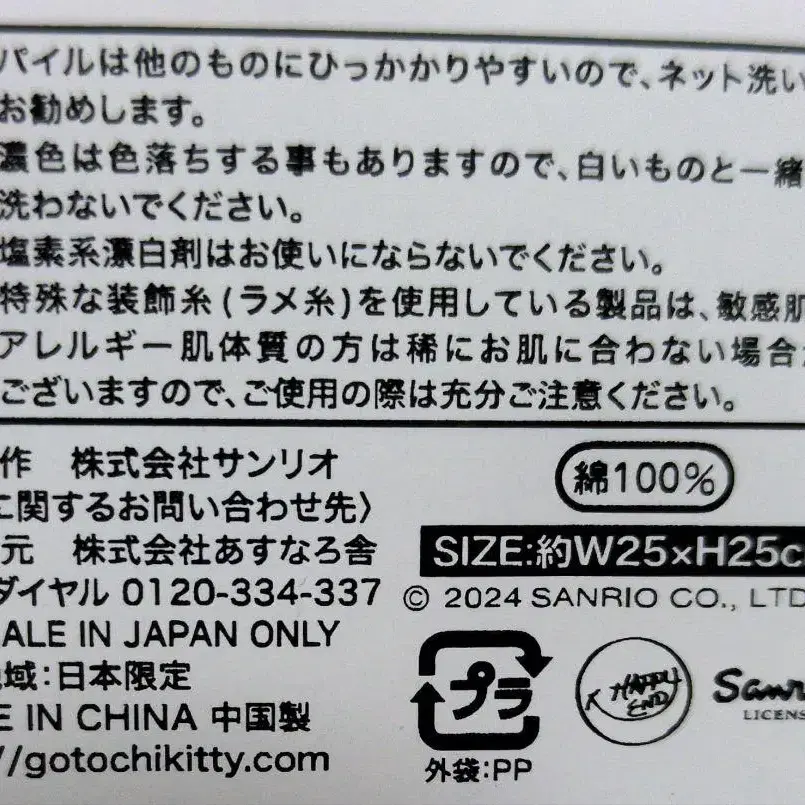 パイルは他のものにひっかかりやすいので、ネット洗い
お勧めします。
濃色は色落ちする事もありますので、白いものと一緒
洗わないでください。
塩素系漂白剤はお使いにならないでください。
特殊な装飾糸(ラメ糸)を使用している製品は、敏感肌
アレルギー肌体質の方は稀にお肌に合わない場合
ございますので、ご使用の際は充分ご注意ください。
作 株式会社サンリオ
に関するお問い合わせ先〉
元 株式会社あすなろ舎
ダイヤル 0120-334-337
ALE IN JAPAN ONLY
域:日本限定
E IN CHINA 中国製
//gotochikitty.com
綿100%
SIZE:約W25×H25c
© 2024 SANRIO CO., LTD
プラ
外袋:PP
HAPPY
END
Sanr
LICENS